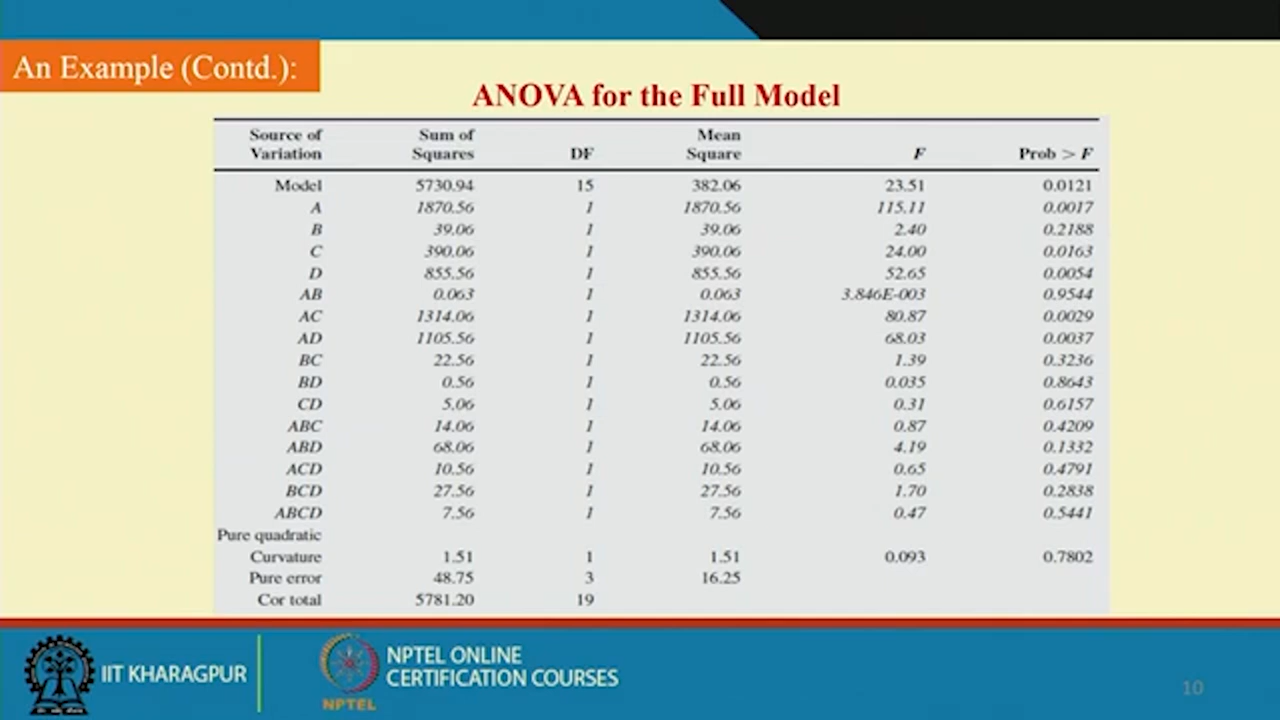 An Example (Contd.):
ANOVA for the Full Model
Source of Variation Sum of Squares DF Mean Square F Prob > F
Model 5730.94 15 382.06 23.51 0.0121
A 1870.56 1 1870.56 115.11 0.0017
B 39.06 1 39.06 2.40 0.2188
C 390.06 1 390.06 24.00 0.0163
D 855.56 1 855.56 52.65 0.0054
AB 0.063 1 0.063 3.846E-003 0.9544
AC 1314.06 1 1314.06 80.87 0.0029
AD 1105.56 1 1105.56 68.03 0.0037
BC 22.56 1 22.56 1.39 0.3236
BD 0.56 1 0.56 0.035 0.8643
CD 5.06 1 5.06 0.31 0.6157
ABC 14.06 1 14.06 0.87 0.4209
ABD 68.06 1 68.06 4.19 0.1332
ACD 10.56 1 10.56 0.65 0.4791
BCD 27.56 1 27.56 1.70 0.2838
ABCD 7.56 1 7.56 0.47 0.5441
Pure quadratic
Curvature 1.51 1 1.51 0.093 0.7802
Pure error 48.75 3 16.25
Cor total 5781.20 19
IIT KHARAGPUR
NPTEL
NPTEL ONLINE
CERTIFICATION COURSES
10